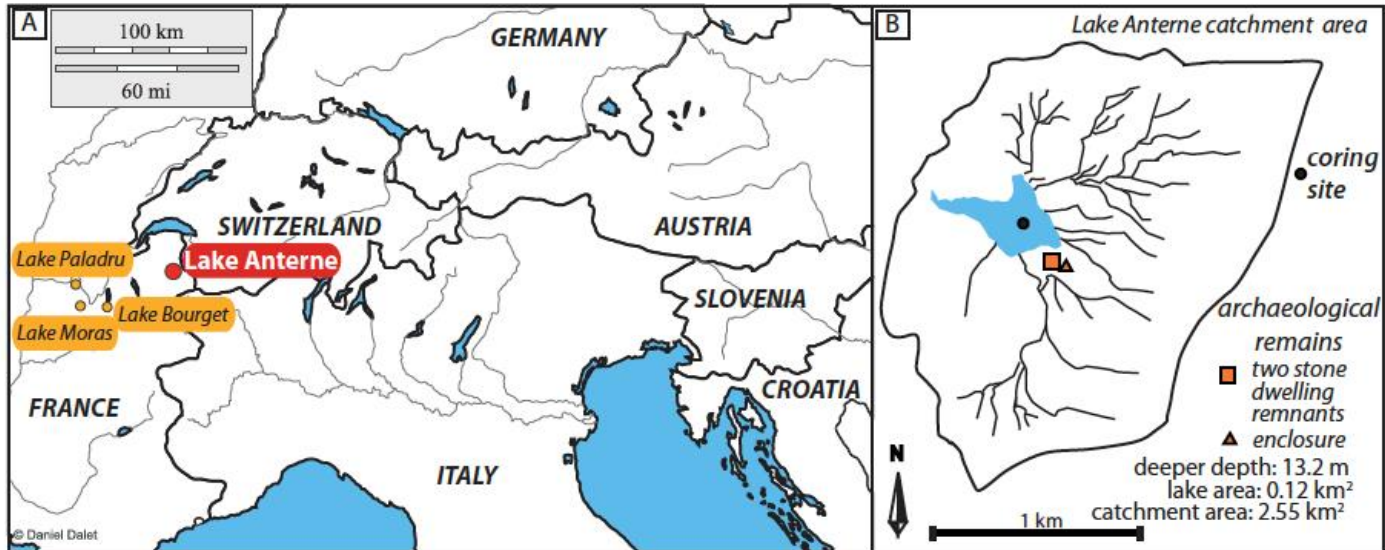 A
100 km
60 mi
GERMANY
SWITZERLAND
AUSTRIA
Lake Paladru
Lake Anterne
Lake Bourget
Lake Moras
SLOVENIA
CROATIA
FRANCE
ITALY
© Daniel Dalet
B
Lake Anterne catchment area
coring
site
archaeological
remains
two stone
dwelling
remnants
enclosure
N
deeper depth: 13.2 m
lake area: 0.12 km²
catchment area: 2.55 km²
1 km